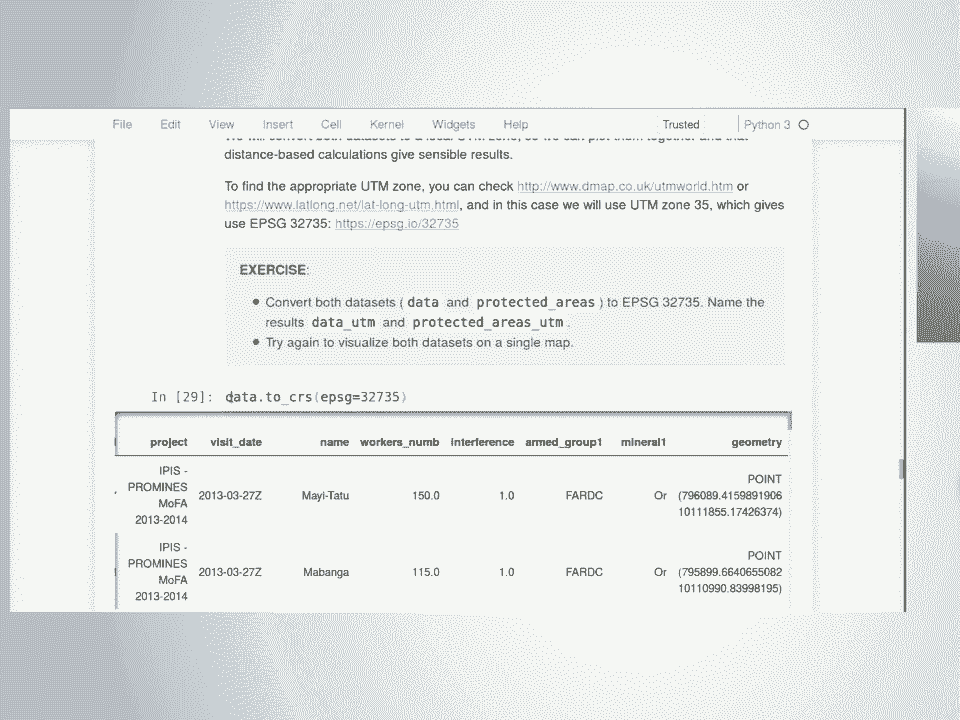 File Edit View Insert Cell Kernel Widgets Help Trusted Python 3
distance-based calculations give sensible results.
To find the appropriate UTM zone, you can check http://www.dmap.co.uk/utmworld.htm or
https://www.latlong.net/lat-long-utm.html, and in this case we will use UTM zone 35, which gives
use EPSG 32735: https://epsg.io/32735
EXERCISE:
• Convert both datasets ( data and protected_areas ) to EPSG 32735. Name the
results data_utm and protected_areas_utm .
• Try again to visualize both datasets on a single map.
In [29]: data.to_crs(epsg=32735)
project visit_date name workers_numb interference armed_group1 mineral1 geometry
IPIS -
PROMINES
MoFA
2013-2014
2013-03-27Z Mayi-Tatu 150.0 1.0 FARDC Or
POINT
(796089.4159891906
10111855.17426374)
IPIS -
PROMINES
MoFA
2013-2014
2013-03-27Z Mabanga 115.0 1.0 FARDC Or
POINT
(795899.6640655082
10110990.83998195)